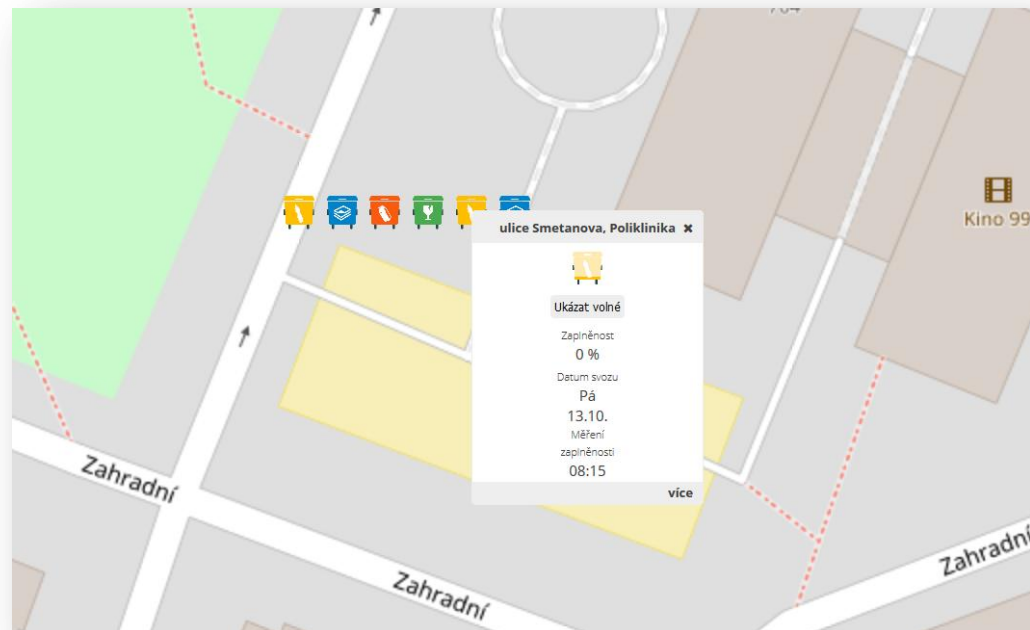 Kino 99
ulice Smetanova, Poliklinika ×
Ukázat volné
Zaplněnost
0 %
Datum svozu
Pá
13.10.
Měření
zaplněnosti
08:15
více
Zahradní
Zahradní
Zahradní